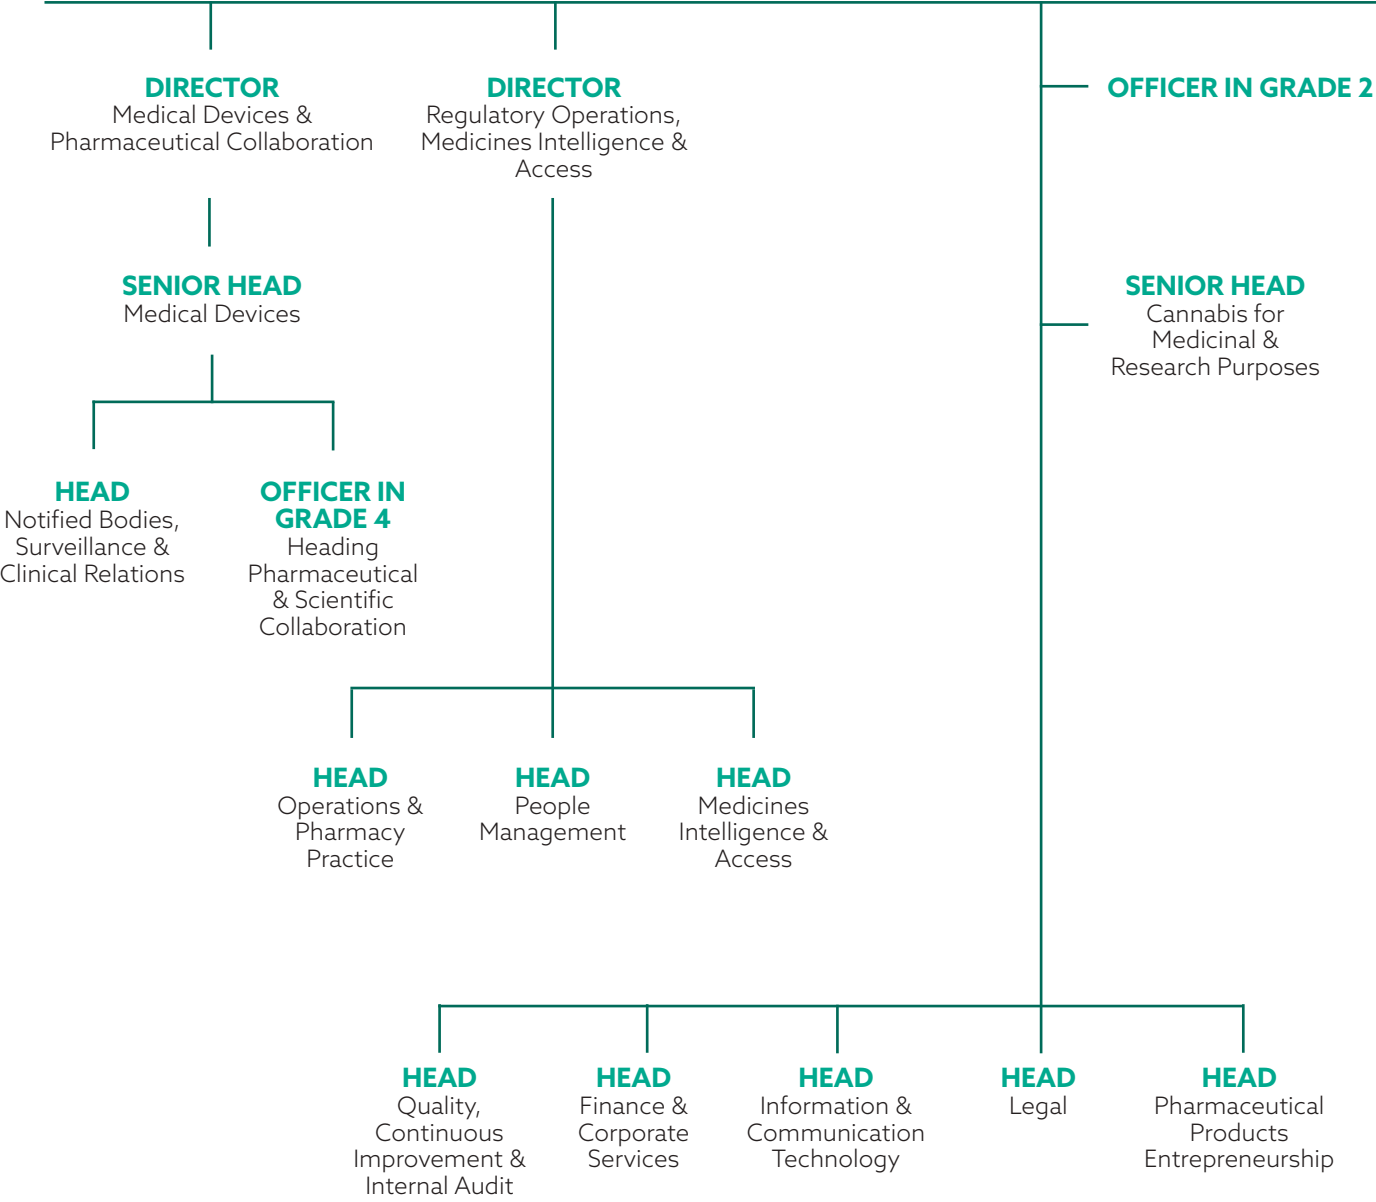 DIRECTOR
Medical Devices &
Pharmaceutical Collaboration
DIRECTOR
Regulatory Operations,
Medicines Intelligence &
Access
OFFICER IN GRADE 2
SENIOR HEAD
Medical Devices
SENIOR HEAD
Cannabis for
Medicinal &
Research Purposes
HEAD
Notified Bodies,
Surveillance &
Clinical Relations
OFFICER IN
GRADE 4
Heading
Pharmaceutical
& Scientific
Collaboration
HEAD
Operations &
Pharmacy
Practice
HEAD
People
Management
HEAD
Medicines
Intelligence &
Access
HEAD
Quality,
Continuous
Improvement &
Internal Audit
HEAD
Finance &
Corporate
Services
HEAD
Information &
Communication
Technology
HEAD
Legal
HEAD
Pharmaceutical
Products
Entrepreneurship